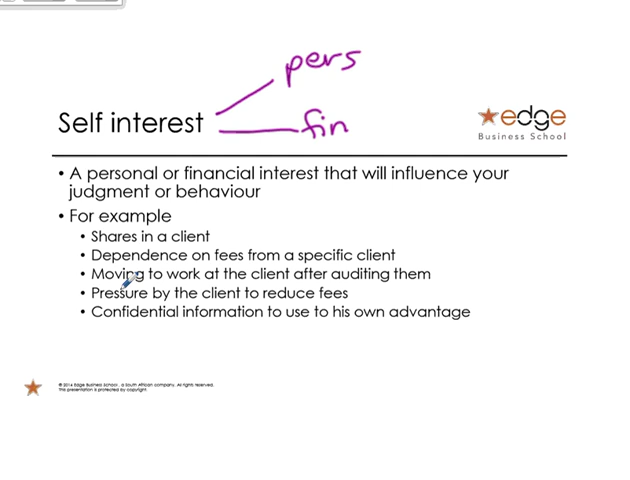 pers
Self interest
fin
edge
Business School
• A personal or financial interest that will influence your
judgment or behaviour
• For example
• Shares in a client
• Dependence on fees from a specific client
• Moving to work at the client after auditing them
• Pressure by the client to reduce fees
• Confidential information to use to his own advantage
© 2016 Edge Business School , a South African company. All rights reserved.
This presentation is protected by copyright.